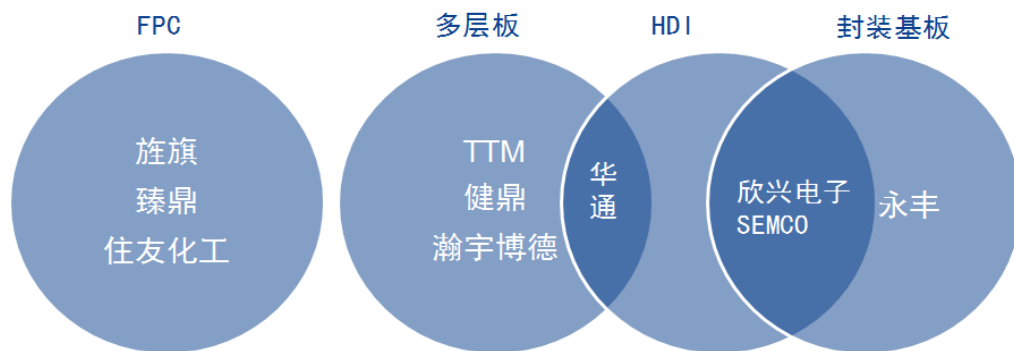 FPC
多层板
HDI
封装基板
旌旗
臻鼎
住友化工
TTM
健鼎
瀚宇博德
华
通
欣兴电子
SEMCO
永丰